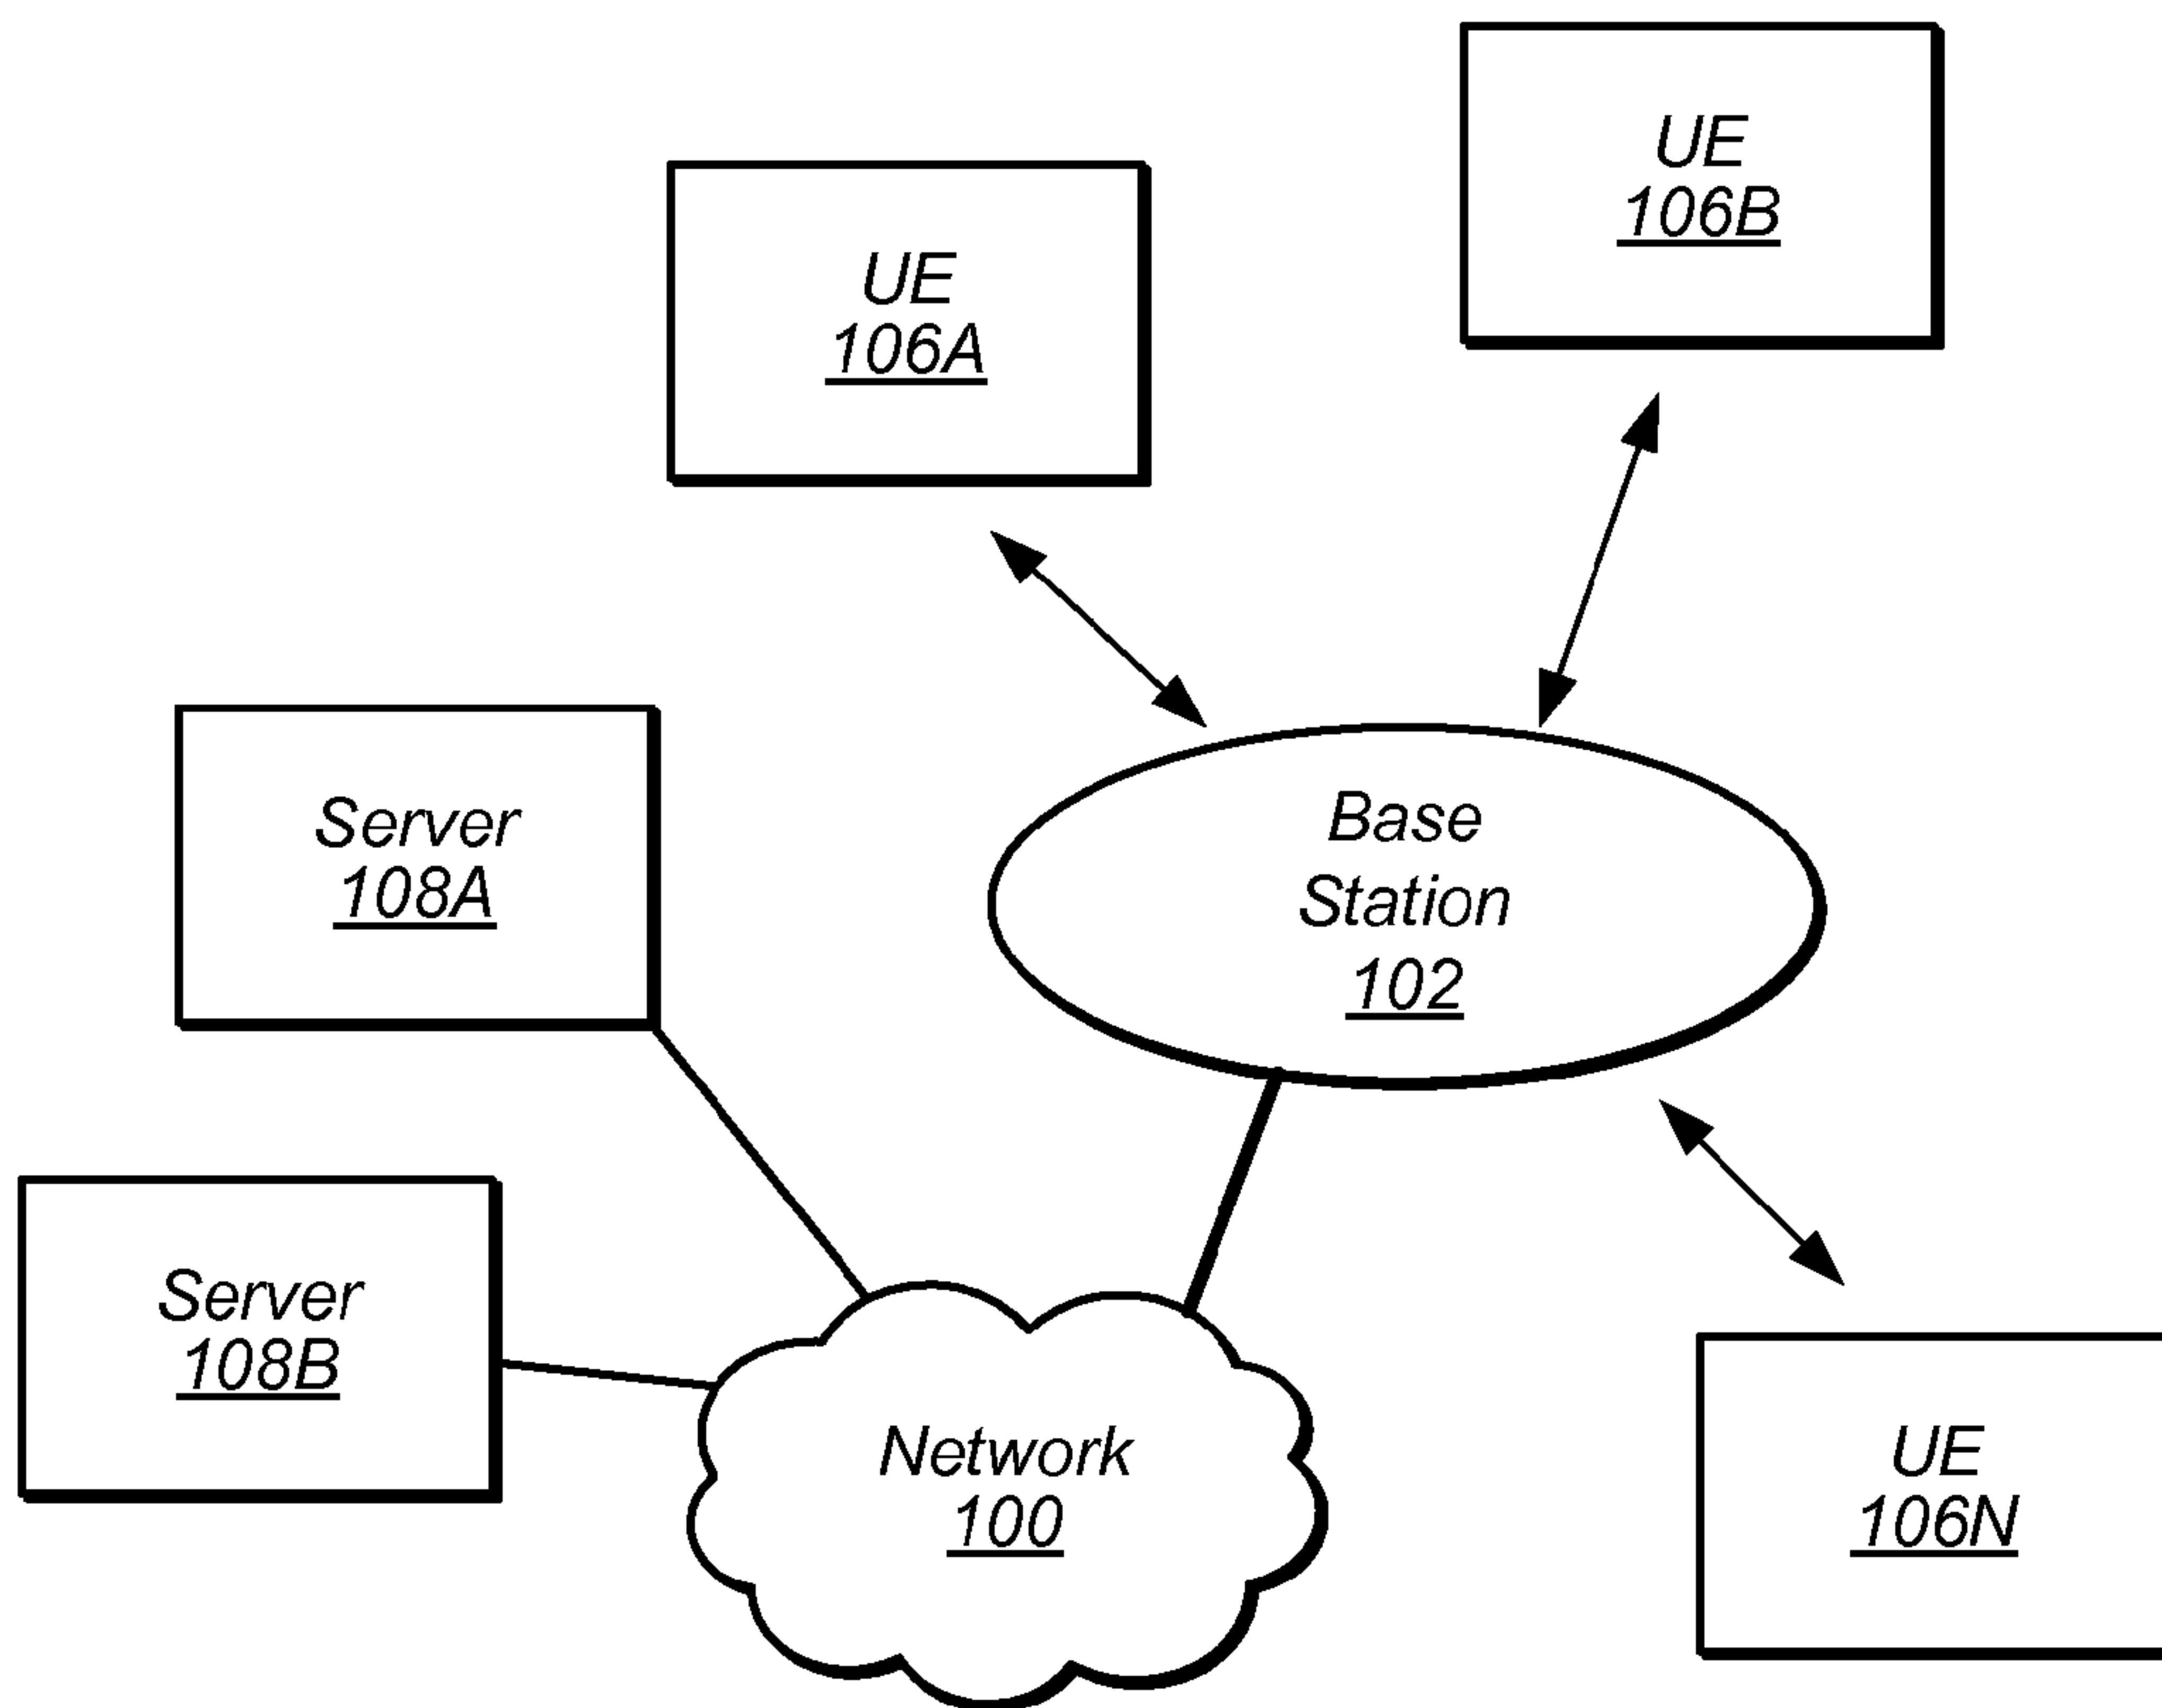 UE
106B
UE
106A
Server
108A
Base
Station
102
Server
108B
Network
100
UE
106N